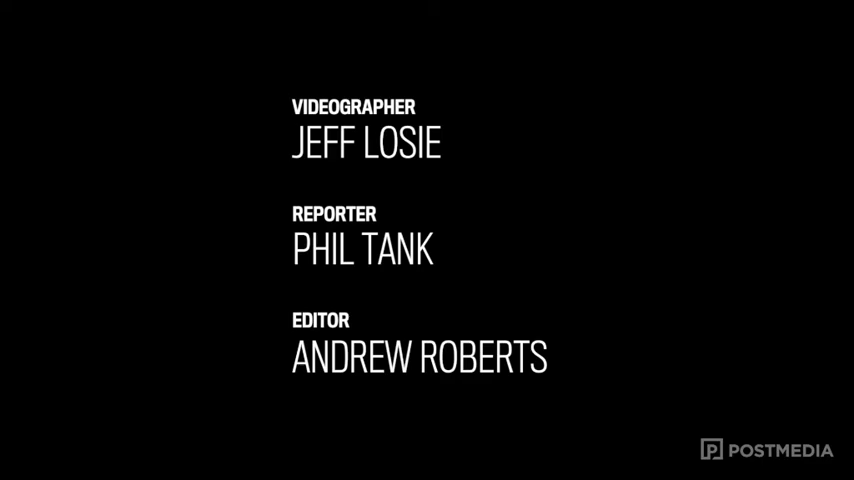 VIDEOGRAPHER
JEFF LOSIE
REPORTER
PHIL TANK
EDITOR
ANDREW ROBERTS
POSTMEDIA